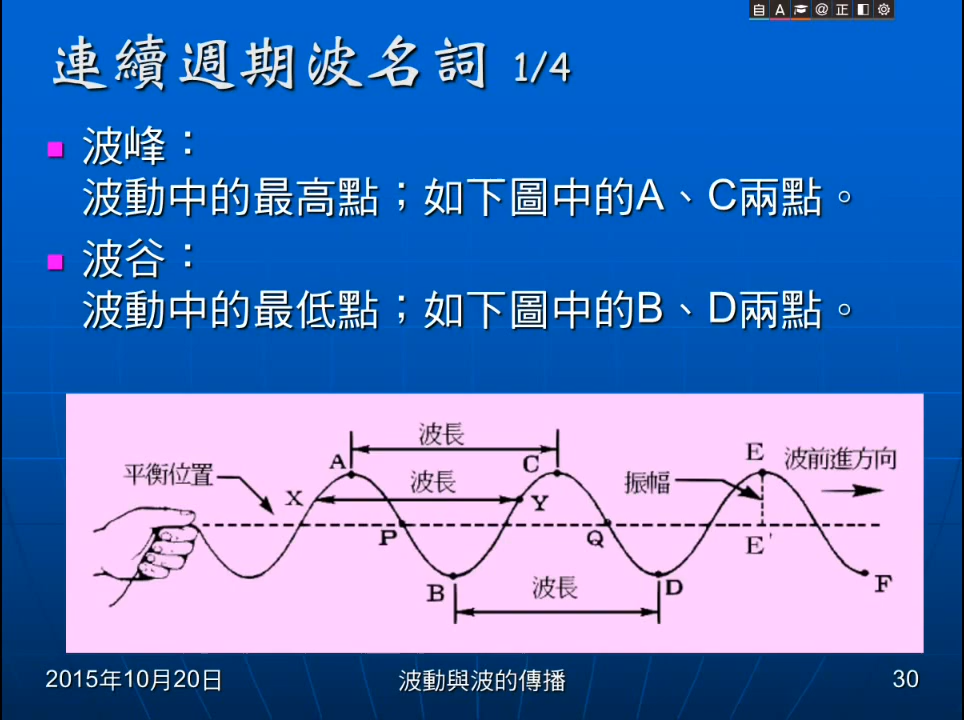 自 A @ 正
連續週期波名詞 1/4
波峰：
波動中的最高點；如下圖中的A、C兩點。
波谷：
波動中的最低點；如下圖中的B、D兩點。
波長
A
C
E
波前進方向
平衡位置
波長
振幅
X
Y
P
Q
E'
B
波長
D
F
2015年10月20日
波動與波的傳播
30